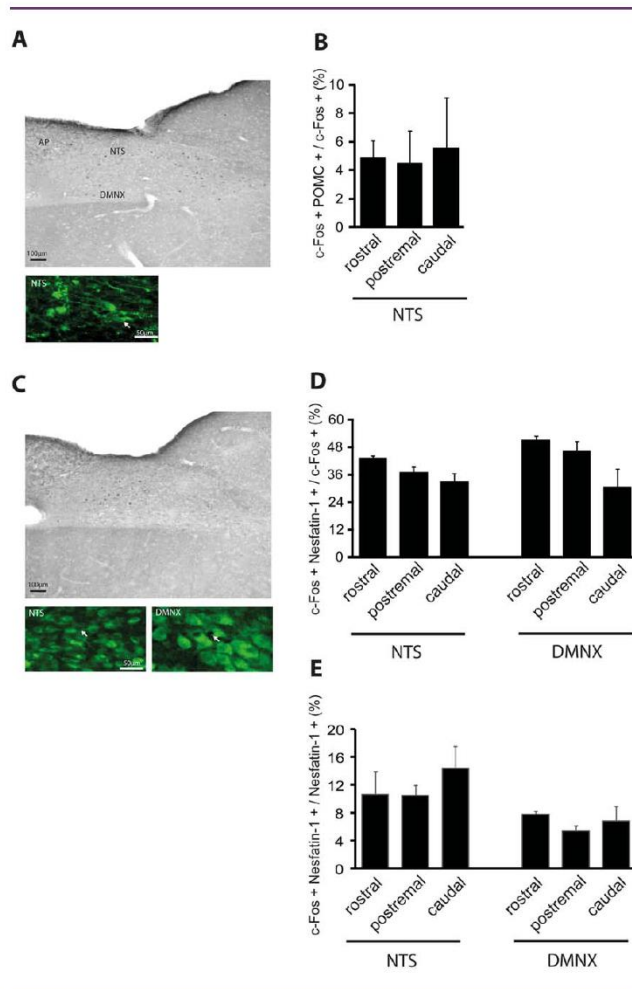 A
AP
NTS
DMNX
100µm
NTS
50µm
B
c-Fos + POMC + / c-Fos + (%)
10
8
6
4
2
0
rostral
postremal
caudal
NTS
C
100µm
NTS
50µm
DMNX
D
c-Fos + Nesfatin-1 + / c-Fos + (%)
60
48
36
24
12
0
rostral
postremal
caudal
rostral
postremal
caudal
NTS
DMNX
E
c-Fos + Nesfatin-1 + / Nesfatin-1 + (%)
20
16
12
8
4
0
rostral
postremal
caudal
rostral
postremal
caudal
NTS
DMNX